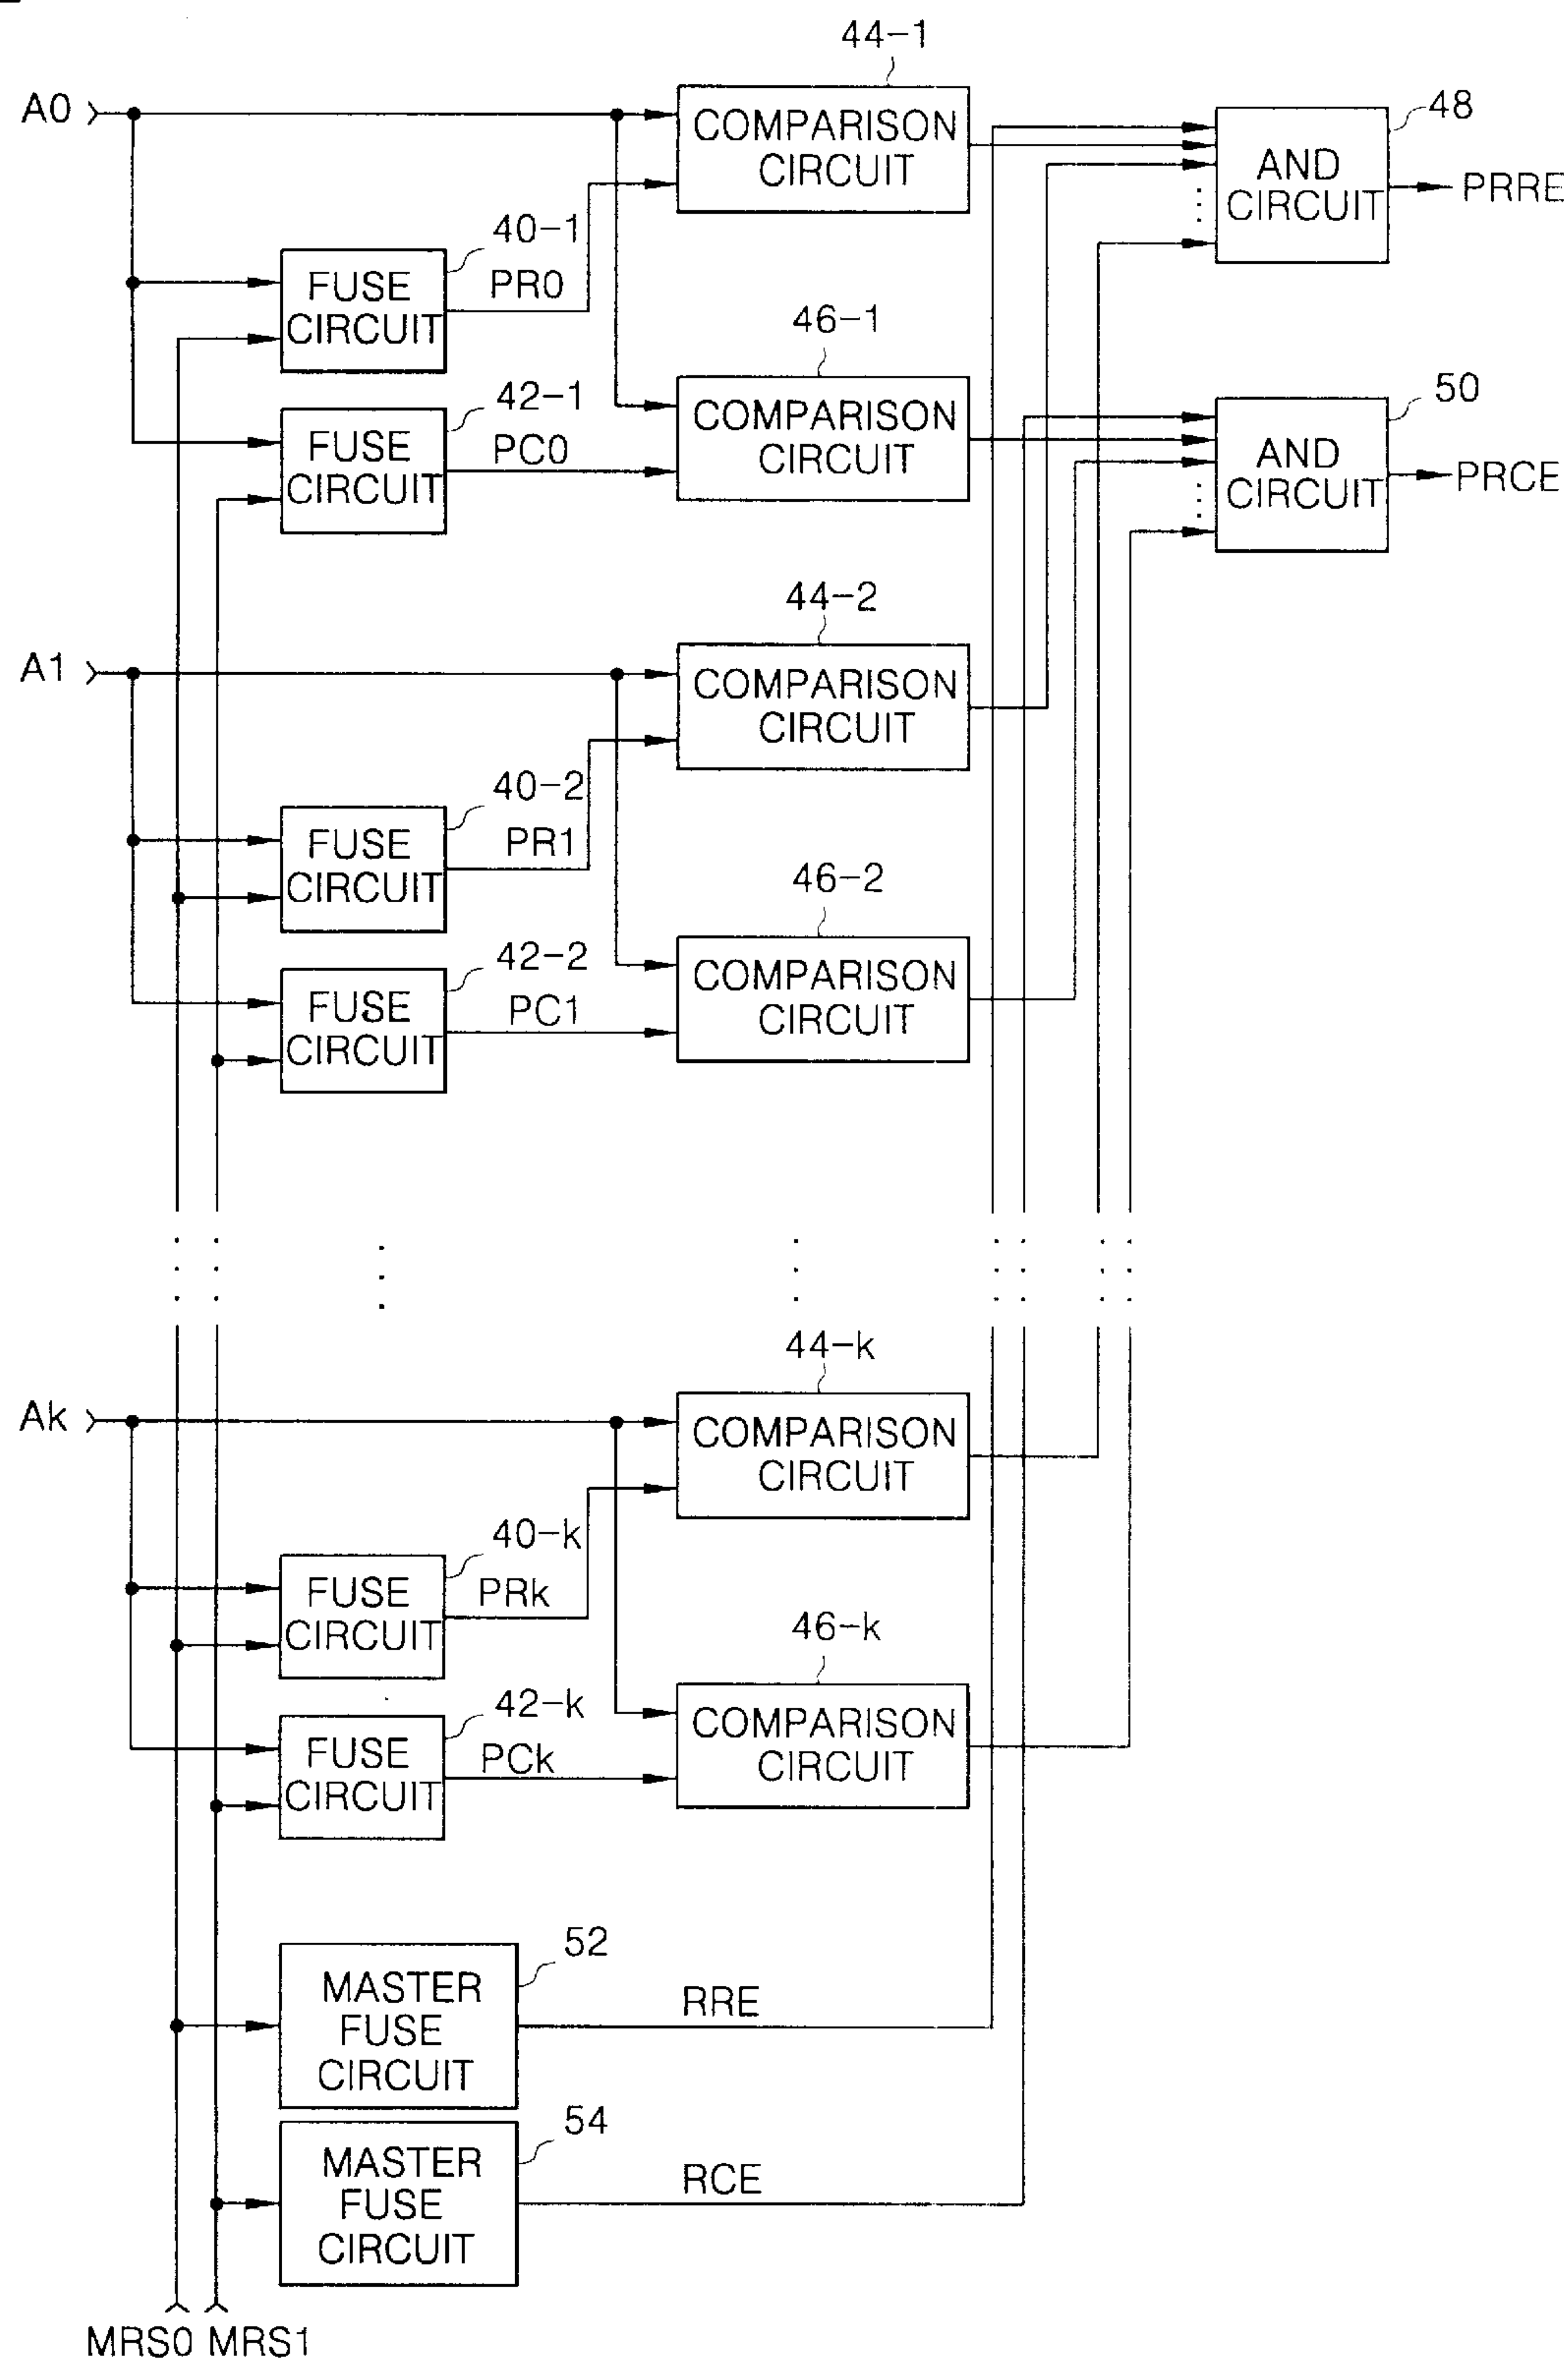 44-1
A0
COMPARISON
CIRCUIT
48
AND
CIRCUIT
PRRE
40-1
FUSE
CIRCUIT
PR0
46-1
COMPARISON
CIRCUIT
50
AND
CIRCUIT
PRCE
42-1
FUSE
CIRCUIT
PC0
44-2
A1
COMPARISON
CIRCUIT
40-2
FUSE
CIRCUIT
PR1
46-2
COMPARISON
CIRCUIT
42-2
FUSE
CIRCUIT
PC1
44-k
Ak
COMPARISON
CIRCUIT
40-k
FUSE
CIRCUIT
PRk
46-k
COMPARISON
CIRCUIT
42-k
FUSE
CIRCUIT
PCk
52
MASTER
FUSE
CIRCUIT
RRE
54
MASTER
FUSE
CIRCUIT
RCE
MRS0 MRS1